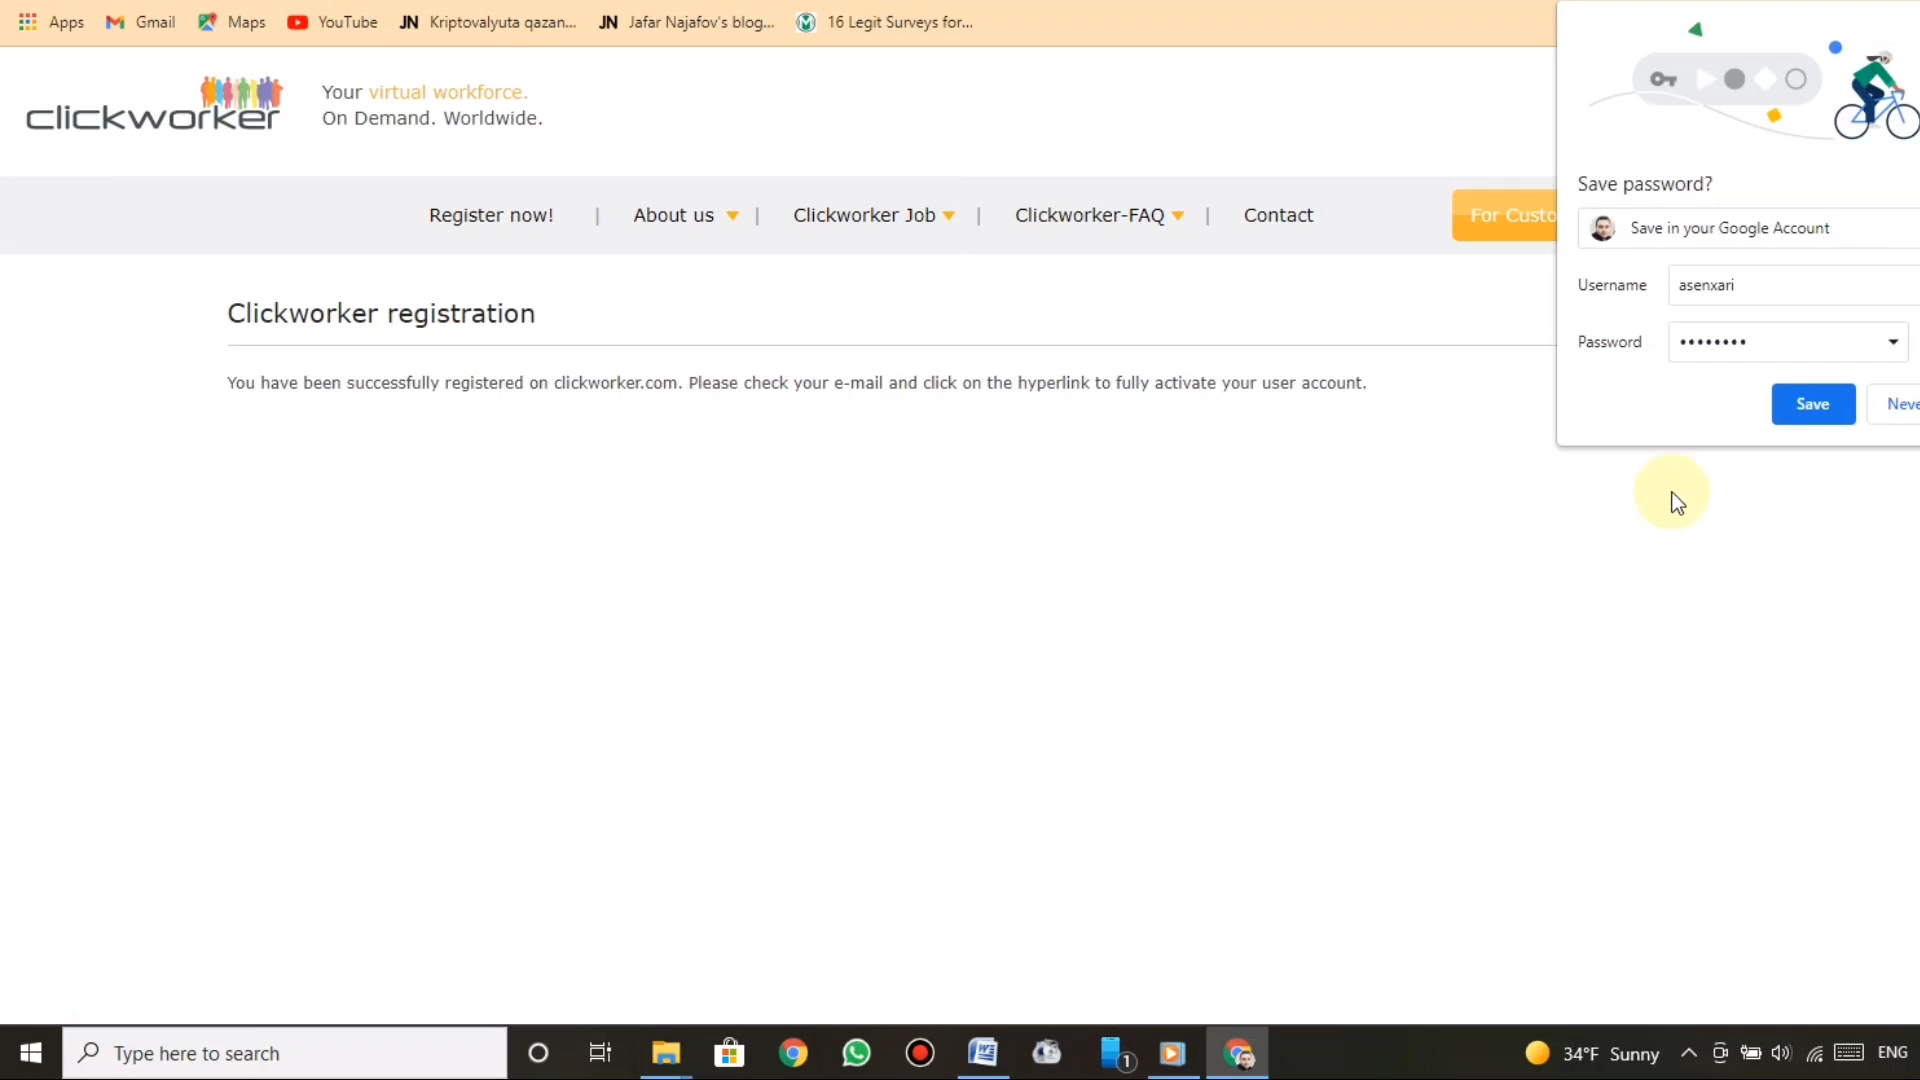 Apps Gmail Maps YouTube JN Kriptovalyuta qazan... JN Jafar Najafov's blog... 16 Legit Surveys for...
clickworker
Your virtual workforce.
On Demand. Worldwide.
Register now! | About us | Clickworker Job | Clickworker-FAQ | Contact
For Custo
Clickworker registration
You have been successfully registered on clickworker.com. Please check your e-mail and click on the hyperlink to fully activate your user account.
Save password?
Save in your Google Account
Username asenxari
Password ••••••••
Save Neve
Type here to search
1
34°F Sunny
ENG